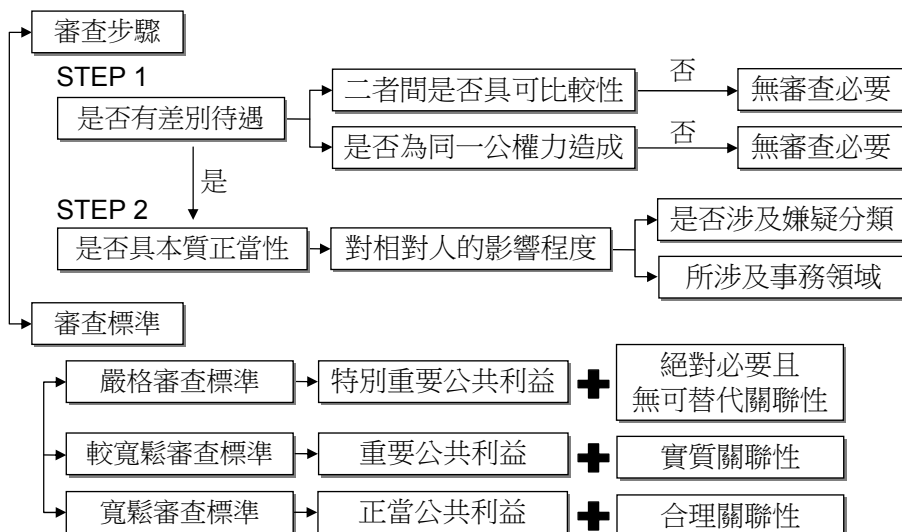 審查步驟
STEP 1
是否有差別待遇
二者間是否具可比較性
否
無審查必要
是否為同一公權力造成
否
無審查必要
是
STEP 2
是否具本質正當性
對相對人的影響程度
是否涉及嫌疑分類
所涉及事務領域
審查標準
嚴格審查標準
特別重要公共利益
絕對必要且
無可替代關聯性
較寬鬆審查標準
重要公共利益
實質關聯性
寬鬆審查標準
正當公共利益
合理關聯性